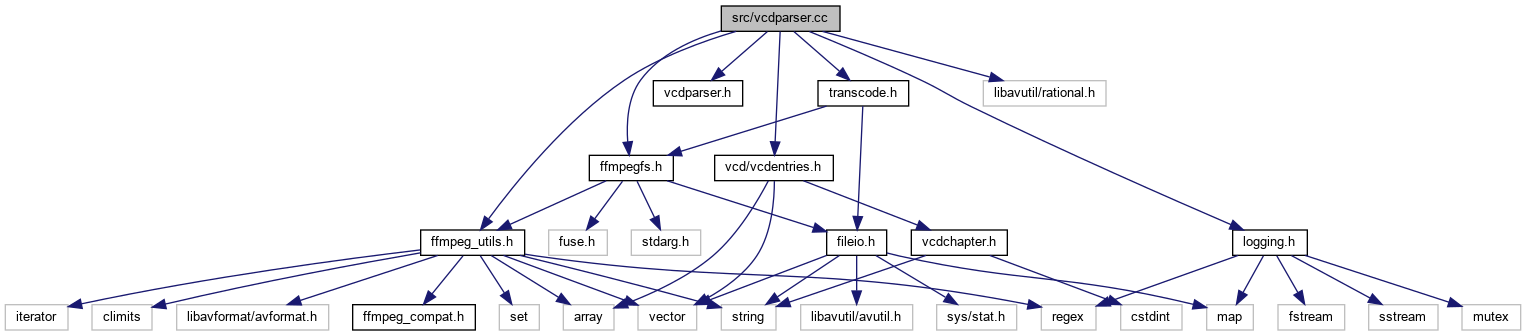 src/vcdparser.cc
vcdparser.h
transcode.h
libavutil/rational.h
ffmpegfs.h
vcd/vcdentries.h
ffmpeg_utils.h
fuse.h
stdarg.h
fileio.h
vcdchapter.h
logging.h
iterator
climits
libavformat/avformat.h
ffmpeg_compat.h
set
array
vector
string
libavutil/avutil.h
sys/stat.h
regex
cstdint
map
fstream
sstream
mutex